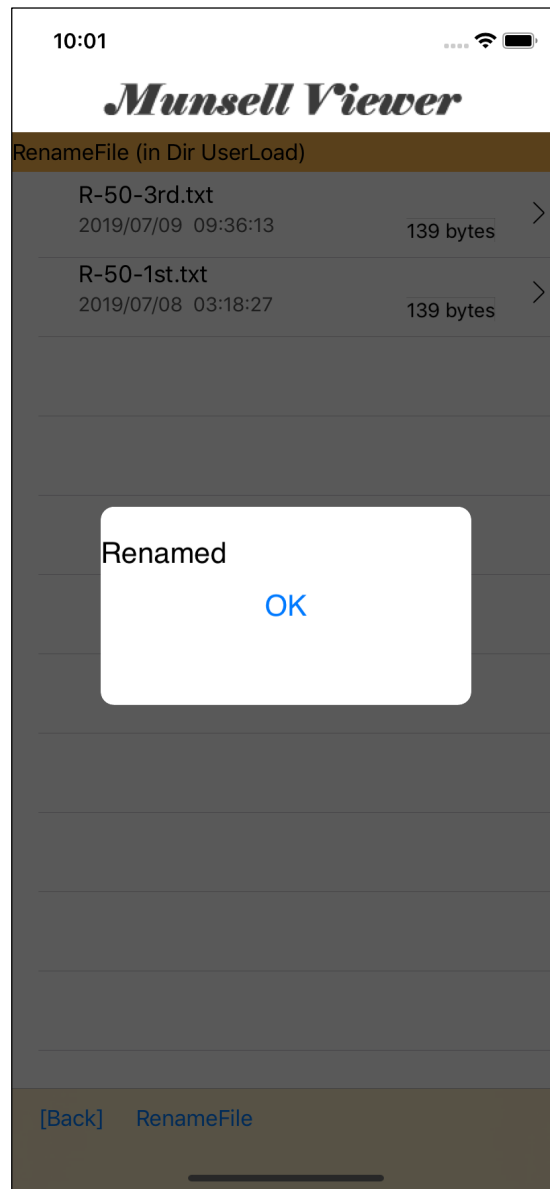 10:01
Munsell Viewer
RenameFile (in Dir UserLoad)
R-50-3rd.txt
2019/07/09 09:36:13
139 bytes
R-50-1st.txt
2019/07/08 03:18:27
139 bytes
Renamed
OK
[Back] RenameFile